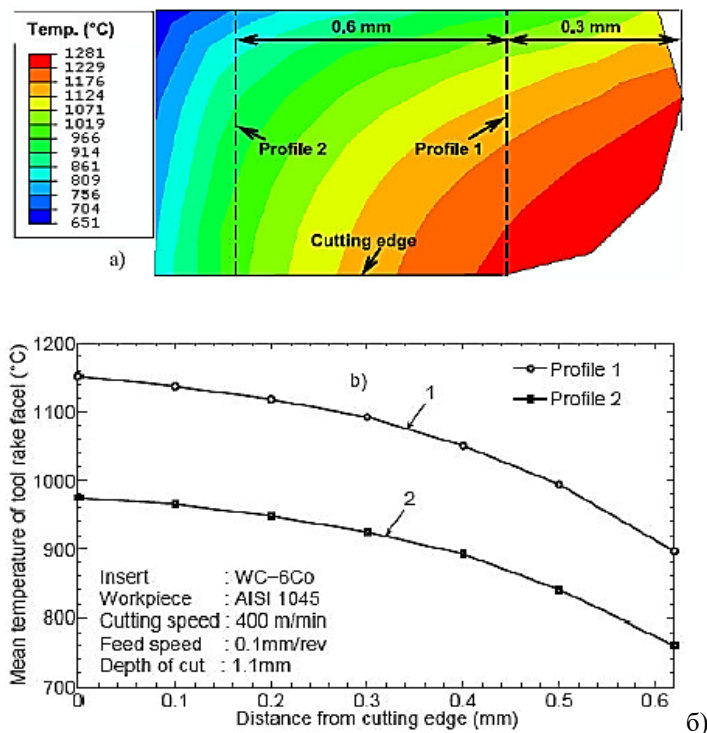 Temp. (°C)
1281
1229
1176
1124
1071
1019
966
914
861
809
756
704
651
a)
0.6 mm
0.3 mm
Profile 2
Profile 1
Cutting edge
Mean temperature of tool rake facel (°C)
1200
1100
1000
900
800
700
b)
Profile 1
Profile 2
1
2
Insert : WC–6Co
Workpiece : AISI 1045
Cutting speed : 400 m/min
Feed speed : 0.1mm/rev
Depth of cut : 1.1mm
0 0.1 0.2 0.3 0.4 0.5 0.6
Distance from cutting edge (mm)
б)